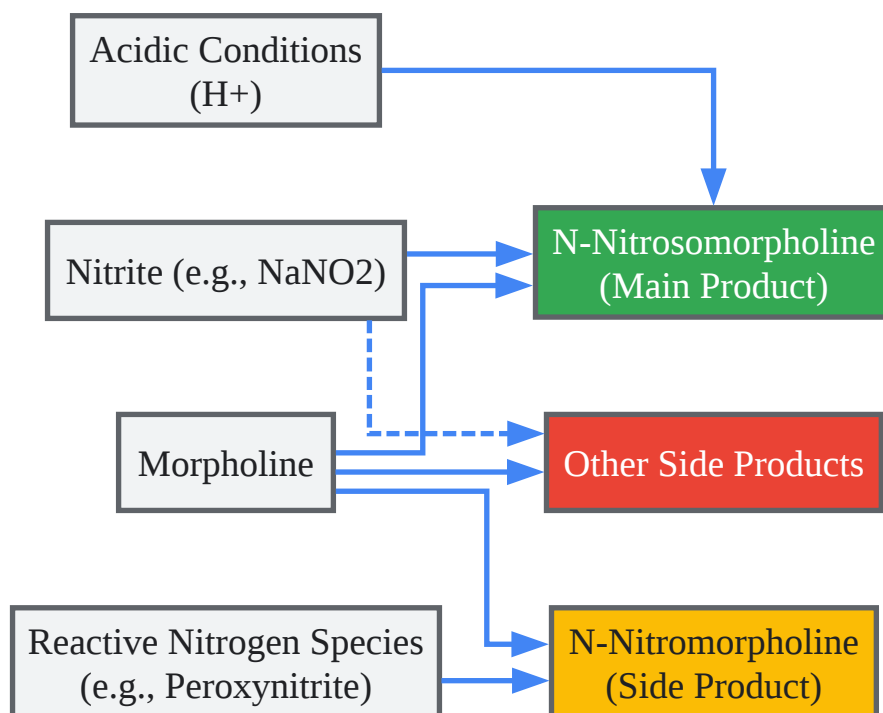 Acidic Conditions
(H+)
Nitrite (e.g., NaNO2)
N-Nitrosomorpholine
(Main Product)
Morpholine
Other Side Products
Reactive Nitrogen Species
(e.g., Peroxynitrite)
N-Nitromorpholine
(Side Product)